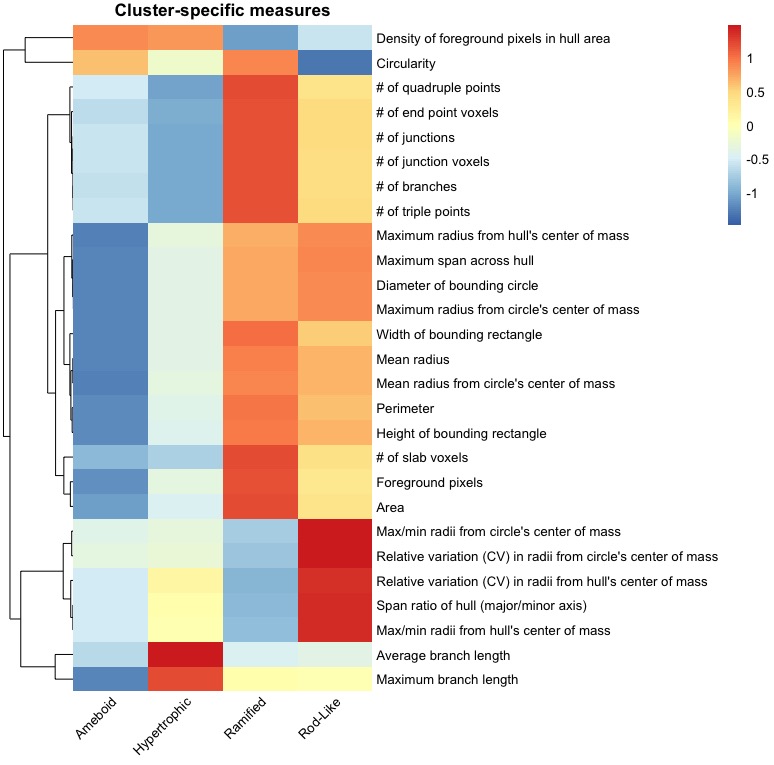 Cluster-specific measures
Density of foreground pixels in hull area
Circularity
# of quadruple points
# of end point voxels
# of junctions
# of junction voxels
# of branches
# of triple points
Maximum radius from hull's center of mass
Maximum span across hull
Diameter of bounding circle
Maximum radius from circle's center of mass
Width of bounding rectangle
Mean radius
Mean radius from circle's center of mass
Perimeter
Height of bounding rectangle
# of slab voxels
Foreground pixels
Area
Max/min radii from circle's center of mass
Relative variation (CV) in radii from circle's center of mass
Relative variation (CV) in radii from hull's center of mass
Span ratio of hull (major/minor axis)
Max/min radii from hull's center of mass
Average branch length
Maximum branch length
1
0.5
0
-0.5
-1
Ameboid
Hypertrophic
Ramified
Rod-Like